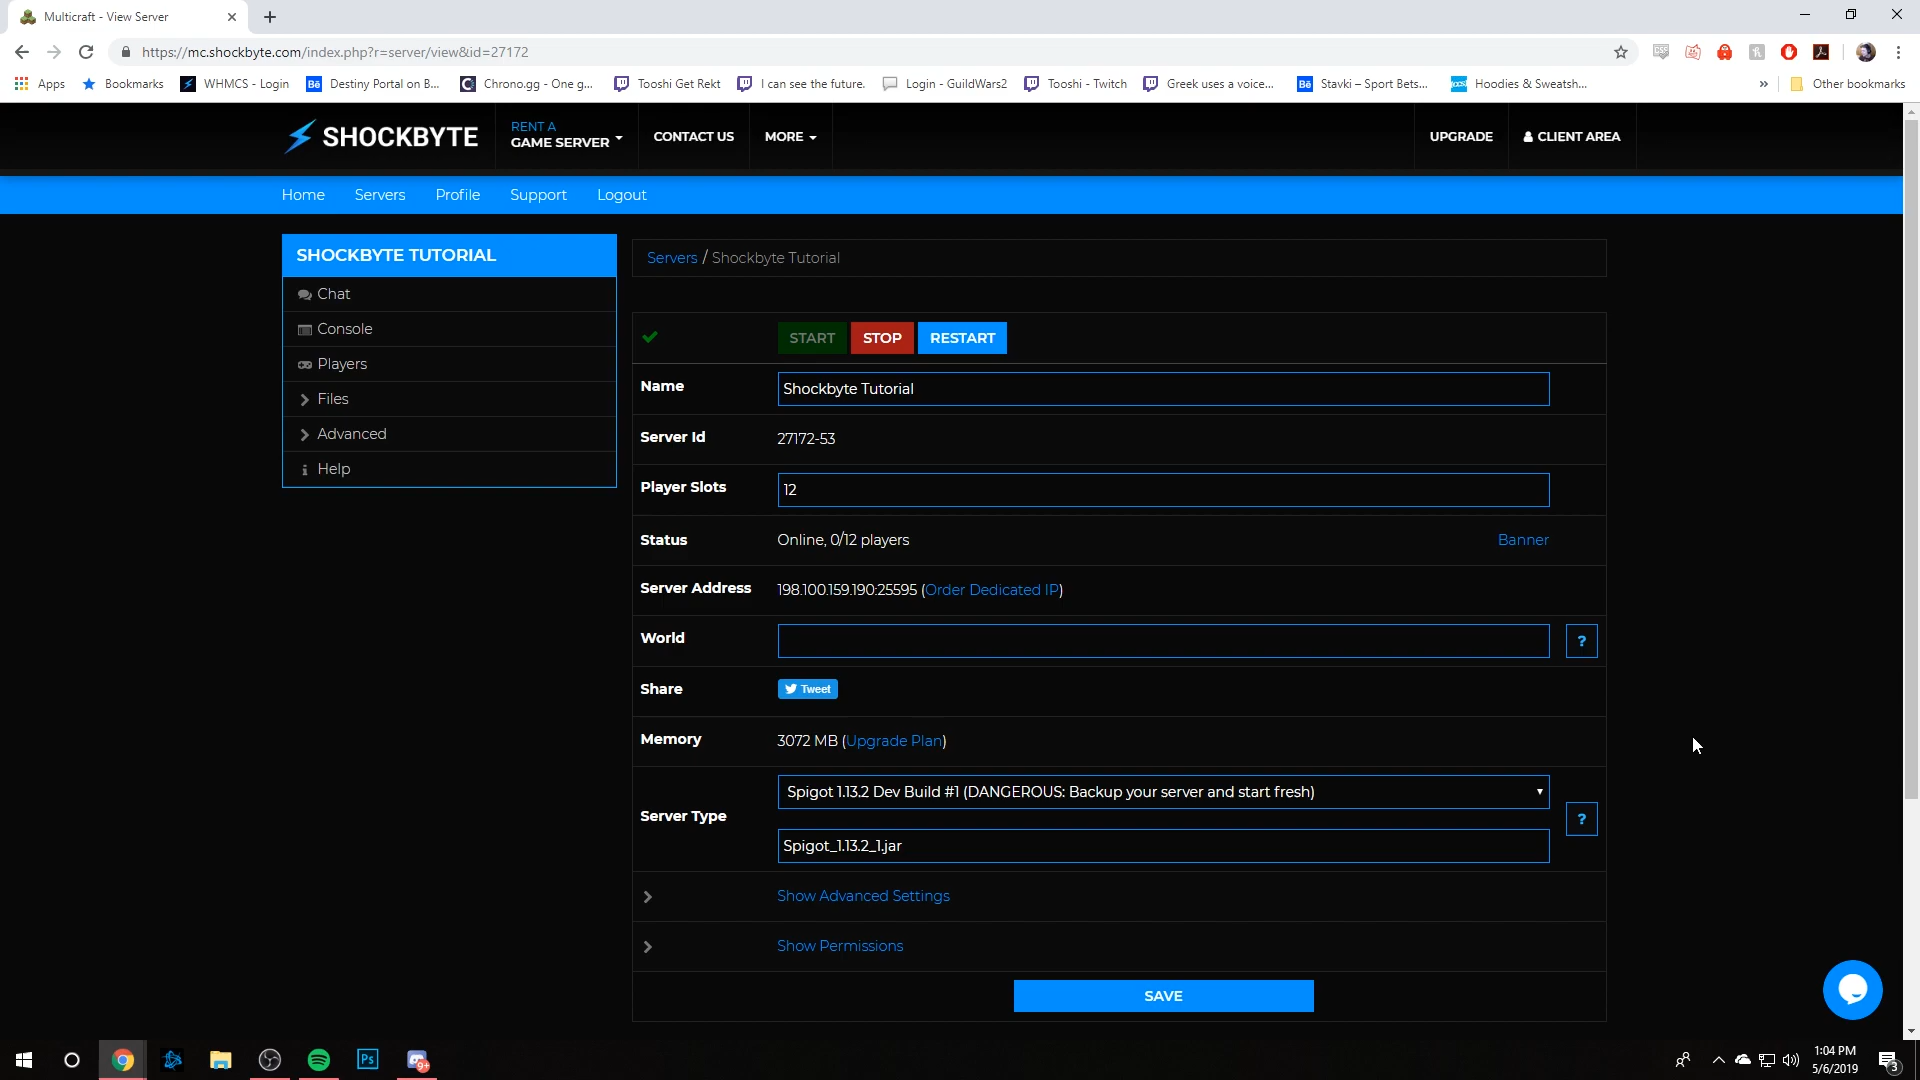 Multicraft - View Server
https://mc.shockbyte.com/index.php?r=server/view&id=27172
Apps Bookmarks WHMCS - Login Destiny Portal on B... Chrono.gg - One g... Tooshi Get Rekt I can see the future. Login - GuildWars2 Tooshi - Twitch Greek uses a voice... Stavki – Sport Bets... Hoodies & Sweatsh... » Other bookmarks
SHOCKBYTE
RENT A
GAME SERVER
CONTACT US
MORE
UPGRADE
CLIENT AREA
Home Servers Profile Support Logout
SHOCKBYTE TUTORIAL
Chat
Console
Players
Files
Advanced
Help
Servers / Shockbyte Tutorial
START STOP RESTART
Name Shockbyte Tutorial
Server Id 27172-53
Player Slots 12
Status Online, 0/12 players Banner
Server Address 198.100.159.190:25595 (Order Dedicated IP)
World ?
Share Tweet
Memory 3072 MB (Upgrade Plan)
Server Type Spigot 1.13.2 Dev Build #1 (DANGEROUS: Backup your server and start fresh)
?
Spigot_1.13.2_1.jar
Show Advanced Settings
Show Permissions
SAVE
Ps
9+
1:04 PM
5/6/2019
3